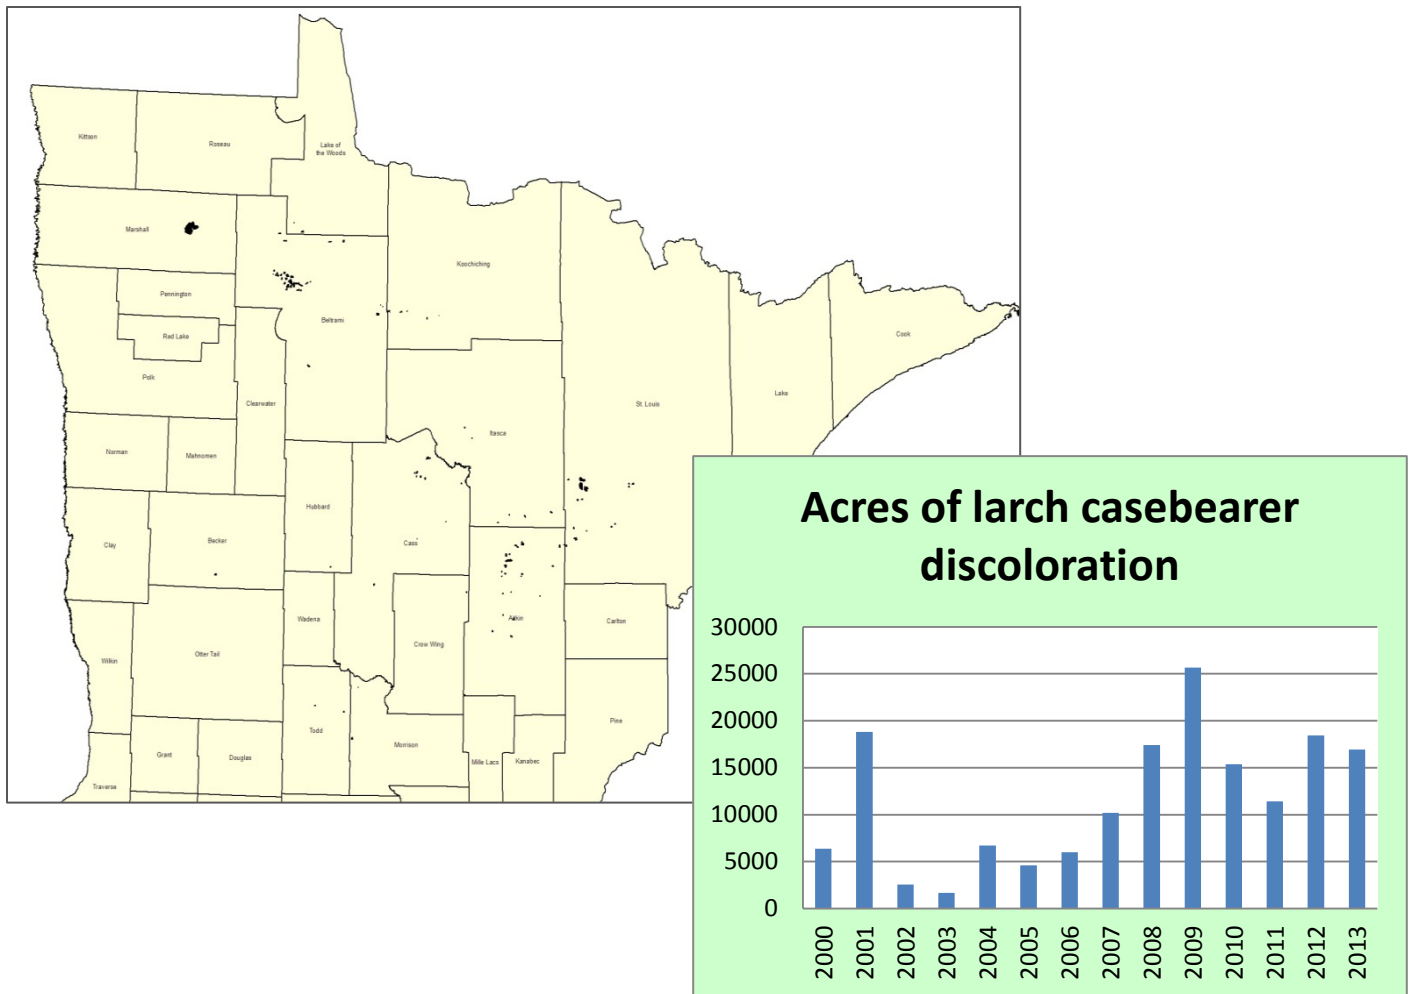 Kittson
Roseau
Lake of
the Woods
Marshall
Koochiching
Pennington
Beltrami
Red Lake
Cook
Polk
Lake
Clearwater
St. Louis
Itasca
Norman
Mahnomen
Hubbard
Clay
Becker
Cass
Wadena
Aitkin
Carlton
Crow Wing
Otter Tail
Wilkin
Pine
Todd
Morrison
Grant
Douglas
Mille Lacs
Kanabec
Traverse
Acres of larch casebearer
discoloration
30000
25000
20000
15000
10000
5000
0
2000
2001
2002
2003
2004
2005
2006
2007
2008
2009
2010
2011
2012
2013